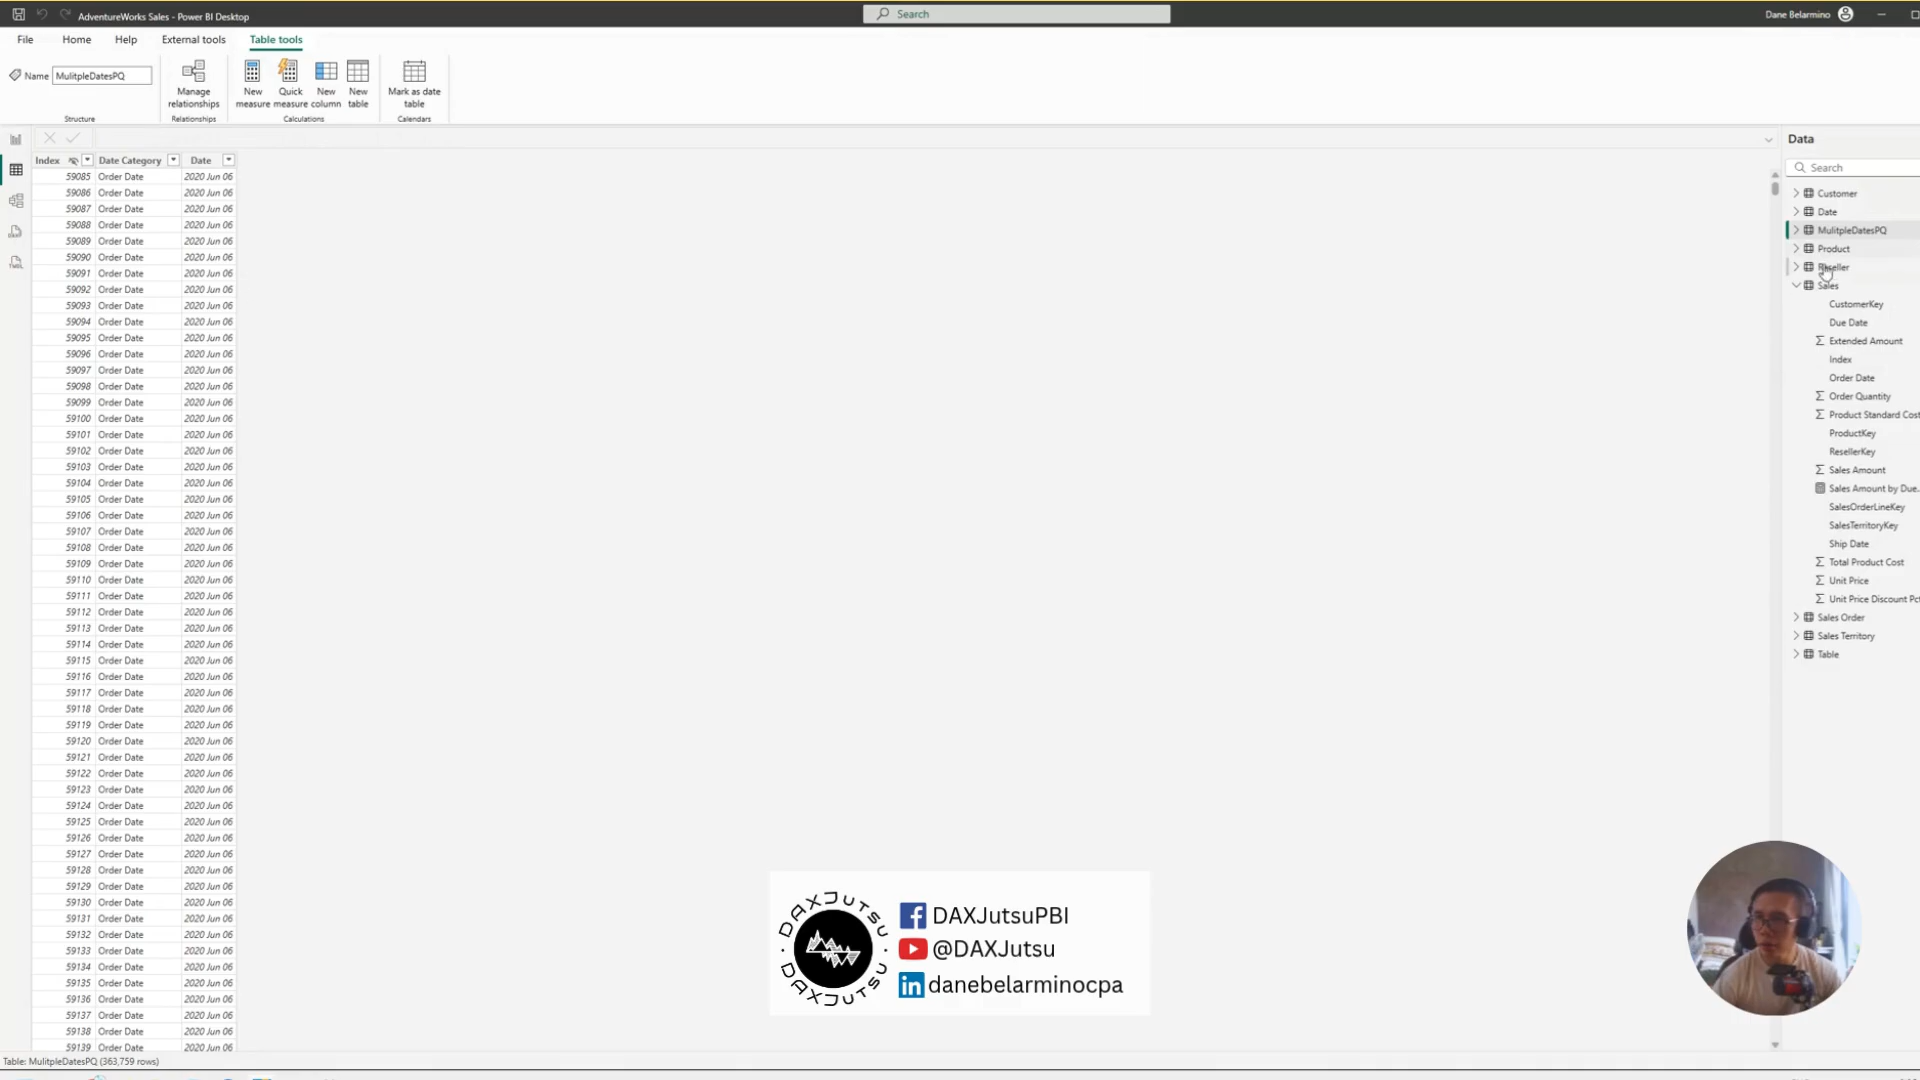 AdventureWorks Sales - Power BI Desktop
Search
Dane Belarmino
File Home Help External tools Table tools
Name MulitpleDatesPQ
Manage relationships
New measure
Quick measure
New column
New table
Mark as date table
Structure Relationships Calculations Calendars
Index Date Category Date
59085 Order Date 2020 Jun 06
59086 Order Date 2020 Jun 06
59087 Order Date 2020 Jun 06
59088 Order Date 2020 Jun 06
59089 Order Date 2020 Jun 06
59090 Order Date 2020 Jun 06
59091 Order Date 2020 Jun 06
59092 Order Date 2020 Jun 06
59093 Order Date 2020 Jun 06
59094 Order Date 2020 Jun 06
59095 Order Date 2020 Jun 06
59096 Order Date 2020 Jun 06
59097 Order Date 2020 Jun 06
59098 Order Date 2020 Jun 06
59099 Order Date 2020 Jun 06
59100 Order Date 2020 Jun 06
59101 Order Date 2020 Jun 06
59102 Order Date 2020 Jun 06
59103 Order Date 2020 Jun 06
59104 Order Date 2020 Jun 06
59105 Order Date 2020 Jun 06
59106 Order Date 2020 Jun 06
59107 Order Date 2020 Jun 06
59108 Order Date 2020 Jun 06
59109 Order Date 2020 Jun 06
59110 Order Date 2020 Jun 06
59111 Order Date 2020 Jun 06
59112 Order Date 2020 Jun 06
59113 Order Date 2020 Jun 06
59114 Order Date 2020 Jun 06
59115 Order Date 2020 Jun 06
59116 Order Date 2020 Jun 06
59117 Order Date 2020 Jun 06
59118 Order Date 2020 Jun 06
59119 Order Date 2020 Jun 06
59120 Order Date 2020 Jun 06
59121 Order Date 2020 Jun 06
59122 Order Date 2020 Jun 06
59123 Order Date 2020 Jun 06
59124 Order Date 2020 Jun 06
59125 Order Date 2020 Jun 06
59126 Order Date 2020 Jun 06
59127 Order Date 2020 Jun 06
59128 Order Date 2020 Jun 06
59129 Order Date 2020 Jun 06
59130 Order Date 2020 Jun 06
59131 Order Date 2020 Jun 06
59132 Order Date 2020 Jun 06
59133 Order Date 2020 Jun 06
59134 Order Date 2020 Jun 06
59135 Order Date 2020 Jun 06
59136 Order Date 2020 Jun 06
59137 Order Date 2020 Jun 06
59138 Order Date 2020 Jun 06
59139 Order Date 2020 Jun 06
Table: MulitpleDatesPQ (363,759 rows)
Data
Search
Customer
Date
MulitpleDatesPQ
Product
Reseller
Sales
CustomerKey
Due Date
Extended Amount
Index
Order Date
Order Quantity
Product Standard Cost
ProductKey
ResellerKey
Sales Amount
Sales Amount by Due...
SalesOrderLineKey
SalesTerritoryKey
Ship Date
Total Product Cost
Unit Price
Unit Price Discount Pct
Sales Order
Sales Territory
Table
DAXJutsu
DAXJutsu
DAXJutsuPBI
@DAXJutsu
danebelarminocpa